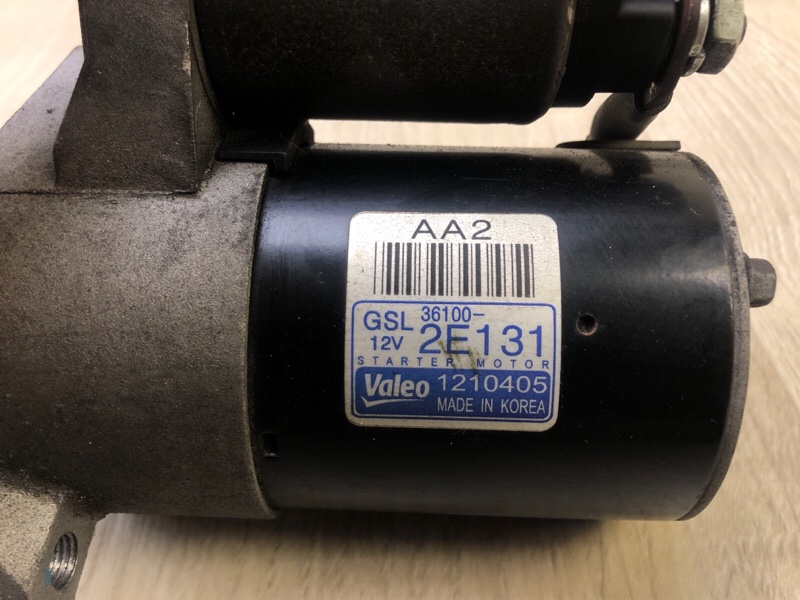 AA2
GSL 36100-
12V 2E131
STARTER MOTOR
Valeo 1210405
MADE IN KOREA